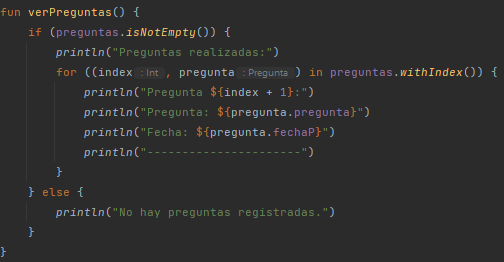 fun verPreguntas() {
if (preguntas.isNotEmpty()) {
println("Preguntas realizadas:")
for ((index : Int , pregunta : Pregunta ) in preguntas.withIndex()) {
println("Pregunta ${index + 1}:")
println("Pregunta: ${pregunta.pregunta}")
println("Fecha: ${pregunta.fechaP}")
println("----------------------")
}
} else {
println("No hay preguntas registradas.")
}
}